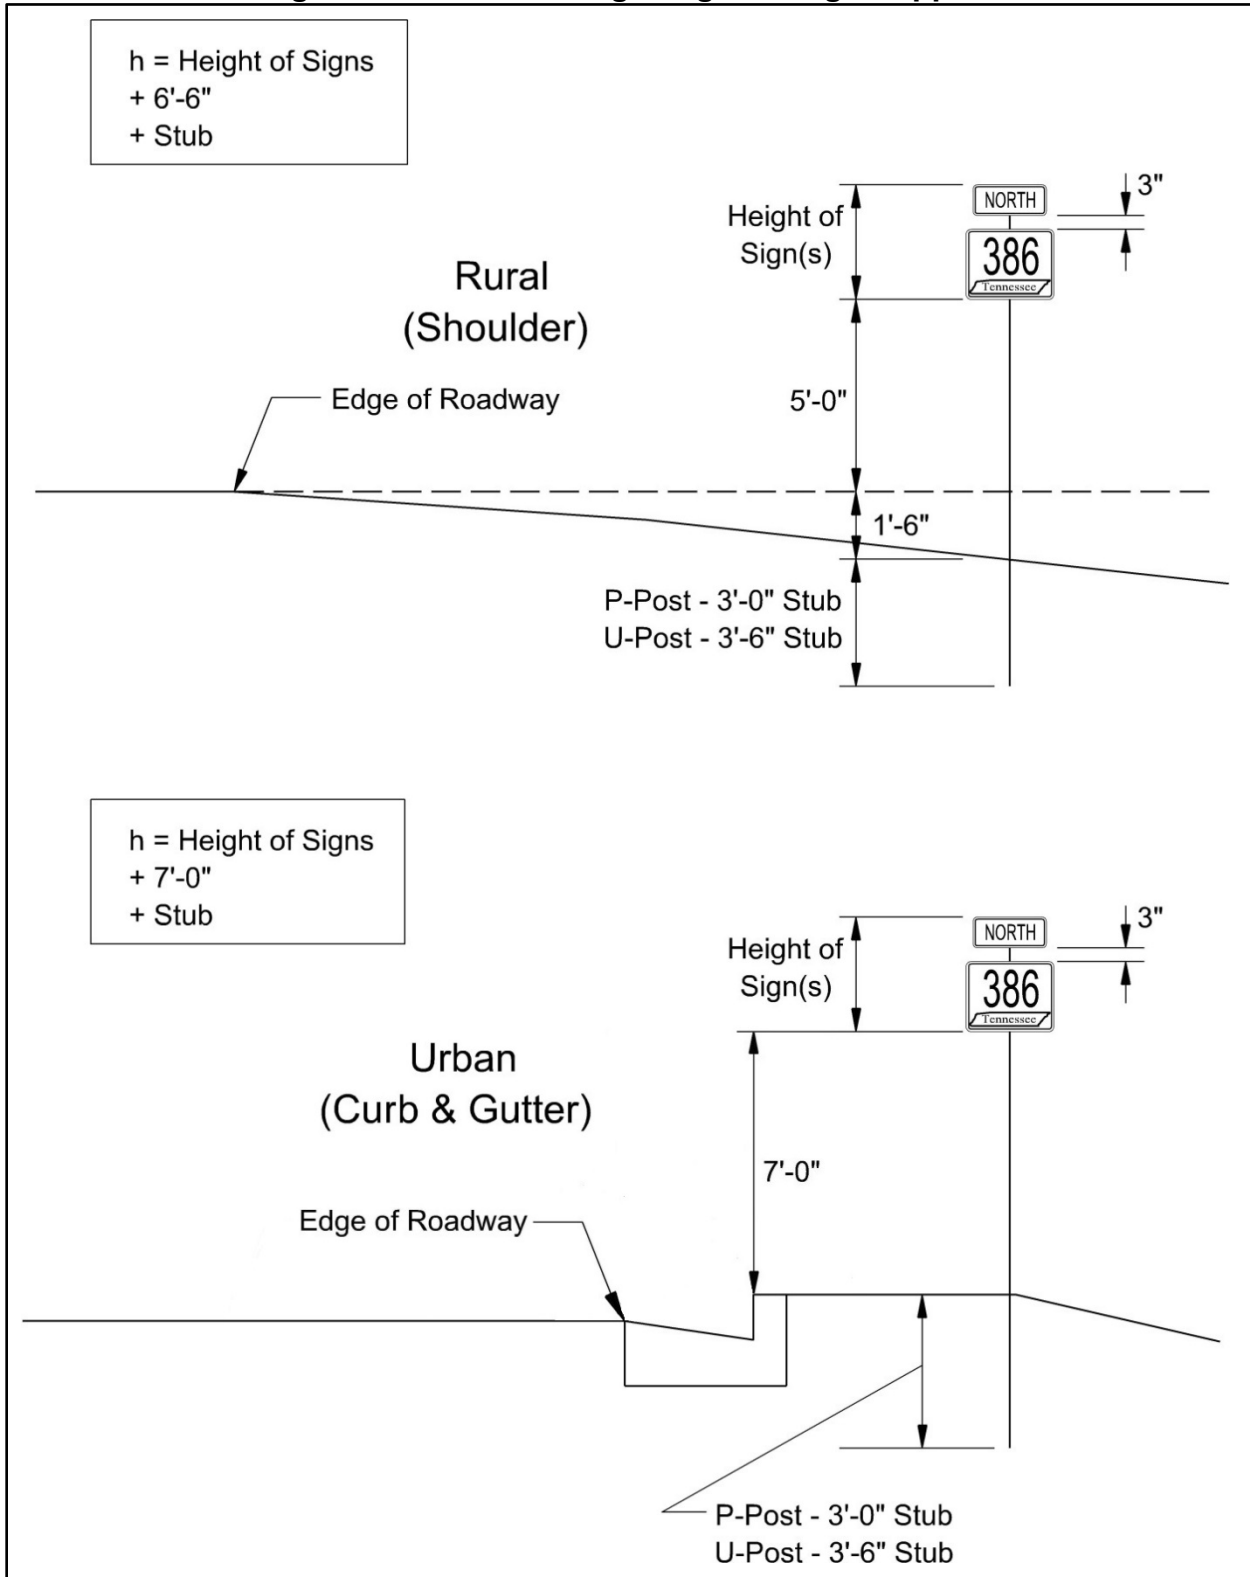 h = Height of Signs
+ 6'-6"
+ Stub
3"
NORTH
Height of
Sign(s)
386
Tennessee
Rural
(Shoulder)
Edge of Roadway
5'-0"
1'-6"
P-Post - 3'-0" Stub
U-Post - 3'-6" Stub
h = Height of Signs
+ 7'-0"
+ Stub
3"
NORTH
Height of
Sign(s)
386
Tennessee
Urban
(Curb & Gutter)
7'-0"
Edge of Roadway
P-Post - 3'-0" Stub
U-Post - 3'-6" Stub